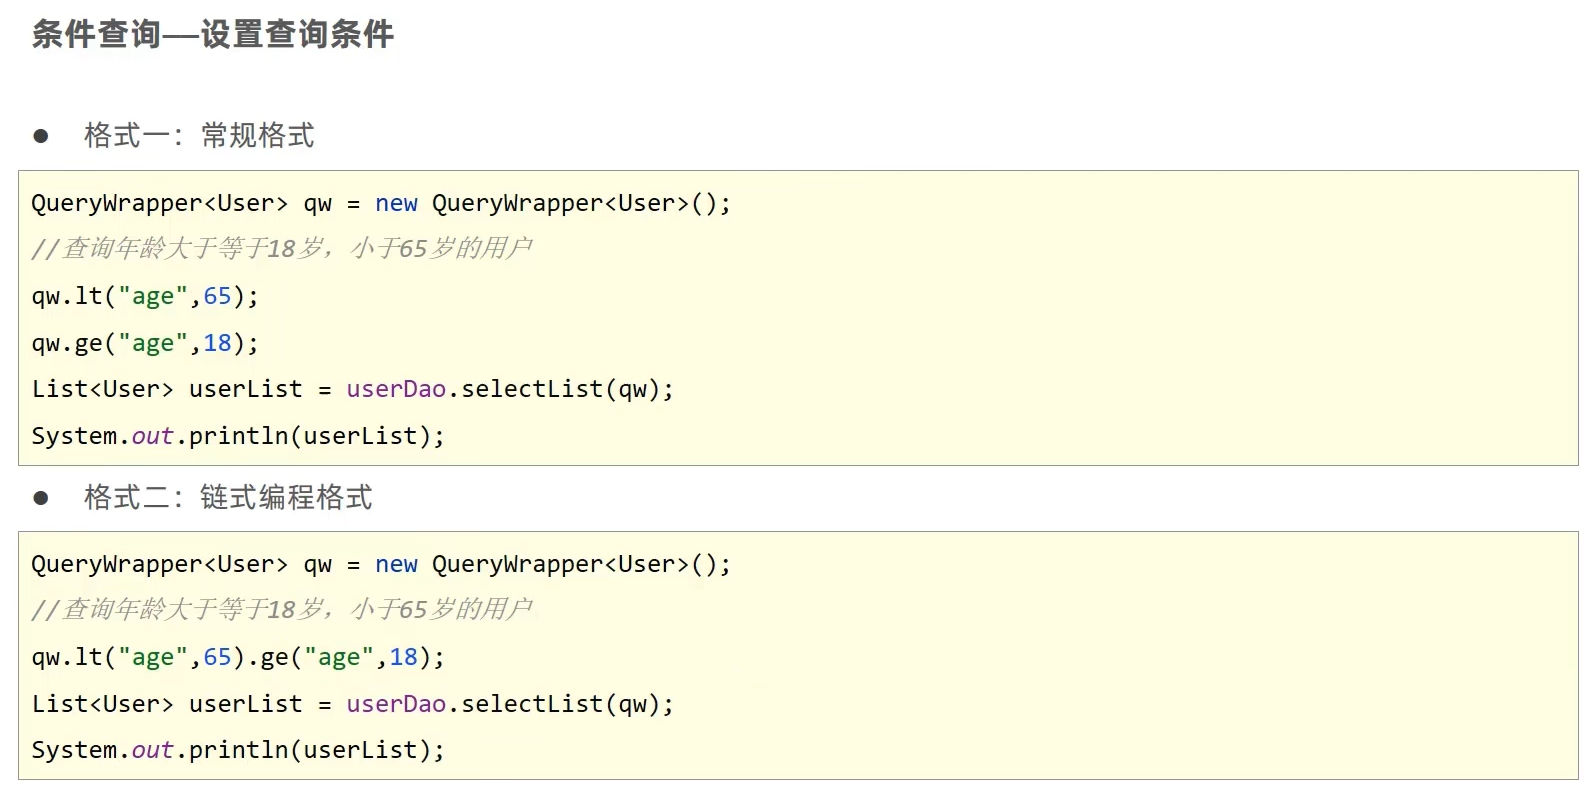 条件查询——设置查询条件
● 格式一：常规格式
QueryWrapper<User> qw = new QueryWrapper<User>();
//查询年龄大于等于18岁，小于65岁的用户
qw.lt("age",65);
qw.ge("age",18);
List<User> userList = userDao.selectList(qw);
System.out.println(userList);
● 格式二：链式编程格式
QueryWrapper<User> qw = new QueryWrapper<User>();
//查询年龄大于等于18岁，小于65岁的用户
qw.lt("age",65).ge("age",18);
List<User> userList = userDao.selectList(qw);
System.out.println(userList);